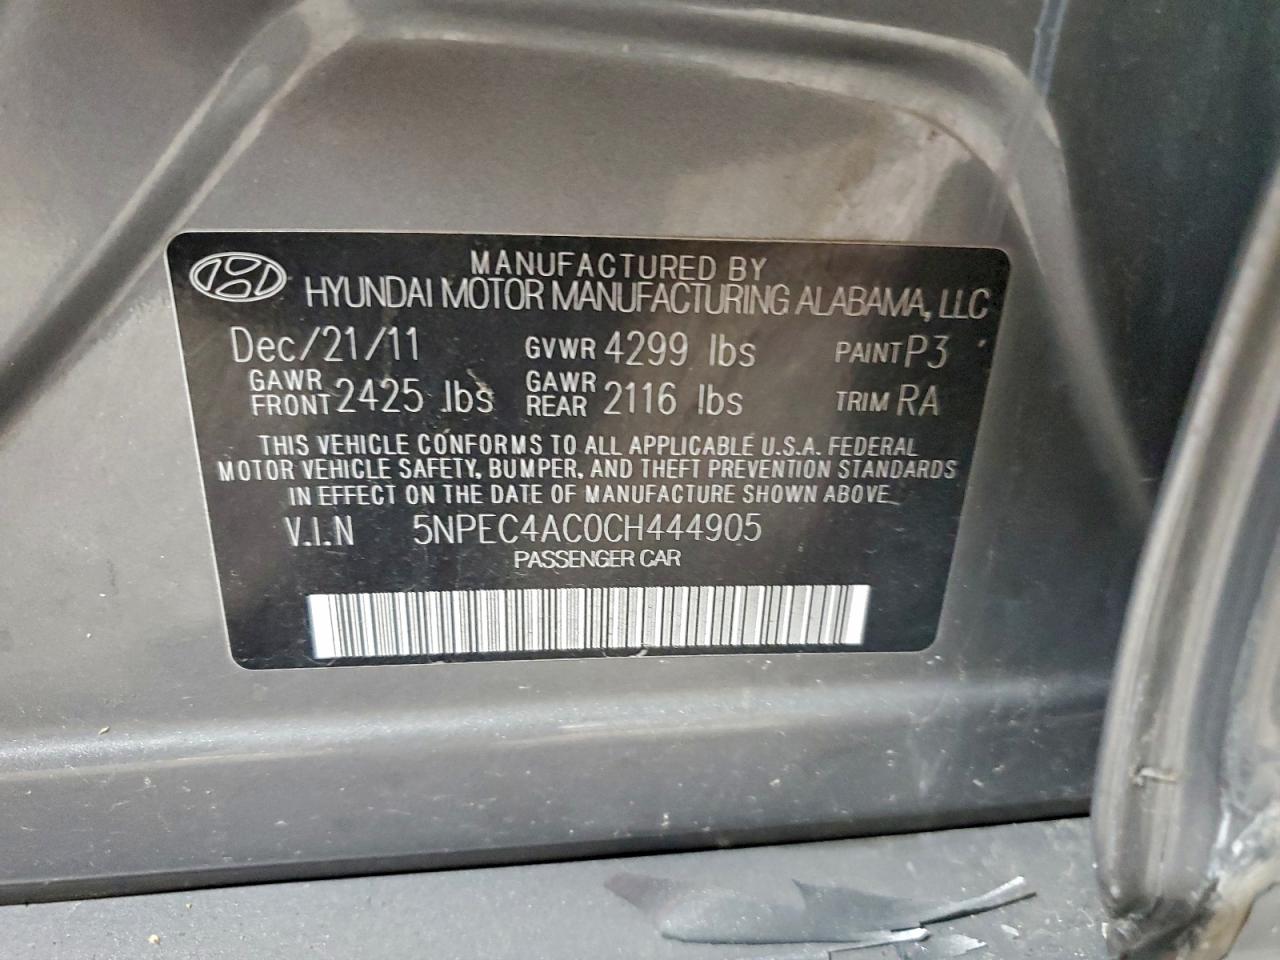 MANUFACTURED BY
HYUNDAI MOTOR MANUFACTURING ALABAMA, LLC
Dec/21/11 GVWR 4299 lbs PAINT P3
GAWR FRONT 2425 lbs GAWR REAR 2116 lbs TRIM RA
THIS VEHICLE CONFORMS TO ALL APPLICABLE U.S.A. FEDERAL
MOTOR VEHICLE SAFETY, BUMPER, AND THEFT PREVENTION STANDARDS
IN EFFECT ON THE DATE OF MANUFACTURE SHOWN ABOVE
V.I.N 5NPEC4AC0CH444905
PASSENGER CAR